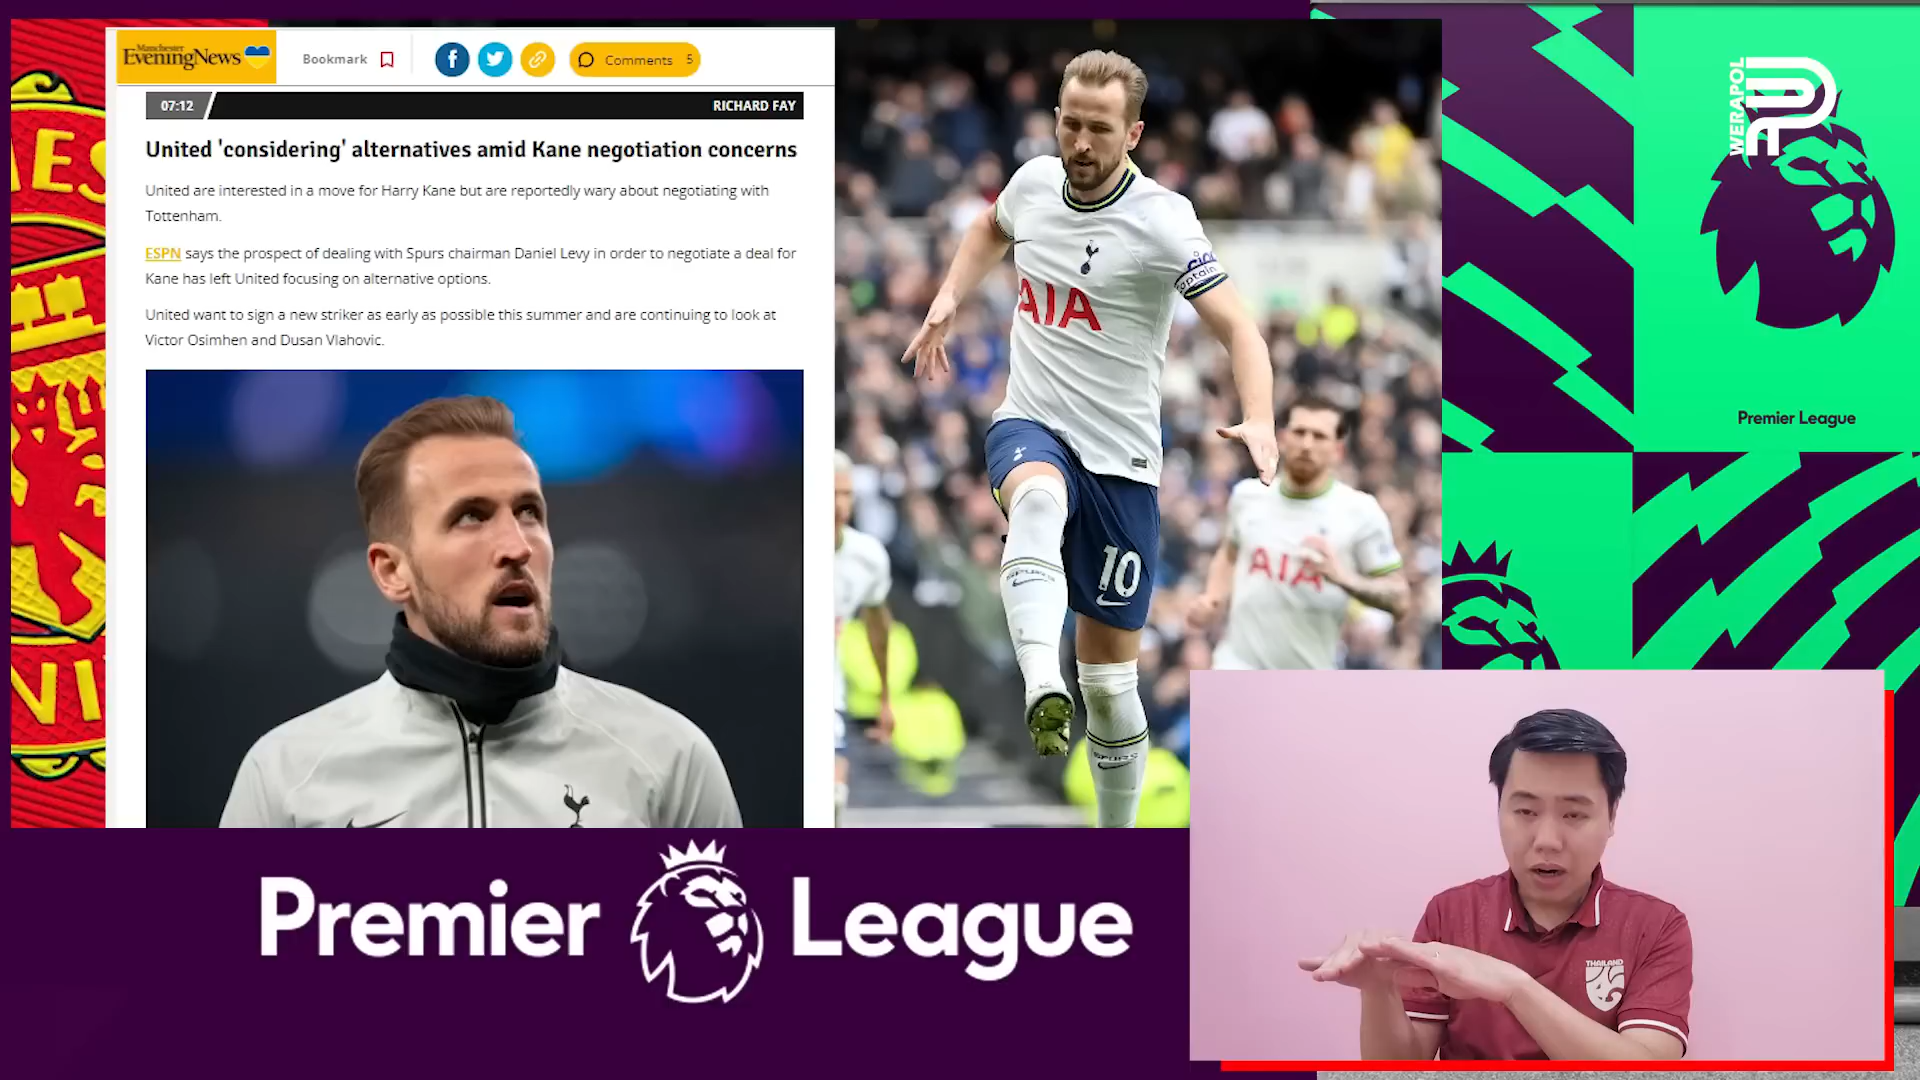 Manchester
EveningNews
Bookmark
Comments 5
07:12
RICHARD FAY
United 'considering' alternatives amid Kane negotiation concerns
United are interested in a move for Harry Kane but are reportedly wary about negotiating with
Tottenham.
ESPN says the prospect of dealing with Spurs chairman Daniel Levy in order to negotiate a deal for
Kane has left United focusing on alternative options.
United want to sign a new striker as early as possible this summer and are continuing to look at
Victor Osimhen and Dusan Vlahovic.
AIA
captain
10
SPURS
SPURS
AIA
WERAPOL
Premier League
Premier League
THAILAND